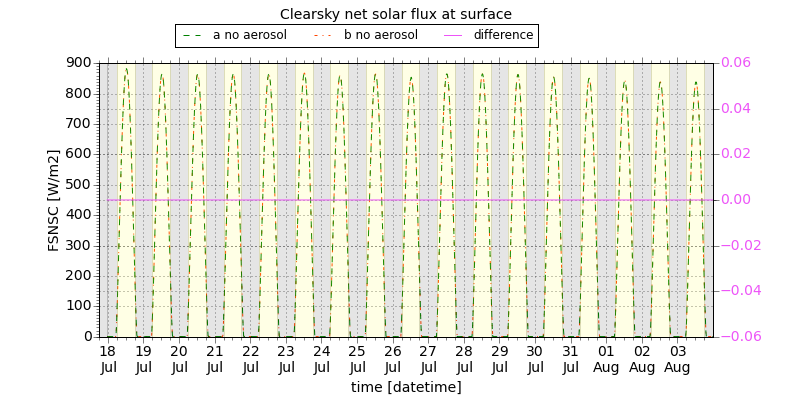 Clearsky net solar flux at surface
a no aerosol b no aerosol difference
FSNSC [W/m2]
900
800
700
600
500
400
300
200
100
0
0.06
0.04
0.02
0.00
−0.02
−0.04
−0.06
18 19 20 21 22 23 24 25 26 27 28 29 30 31 01 02 03
Jul Jul Jul Jul Jul Jul Jul Jul Jul Jul Jul Jul Jul Jul Aug Aug Aug
time [datetime]